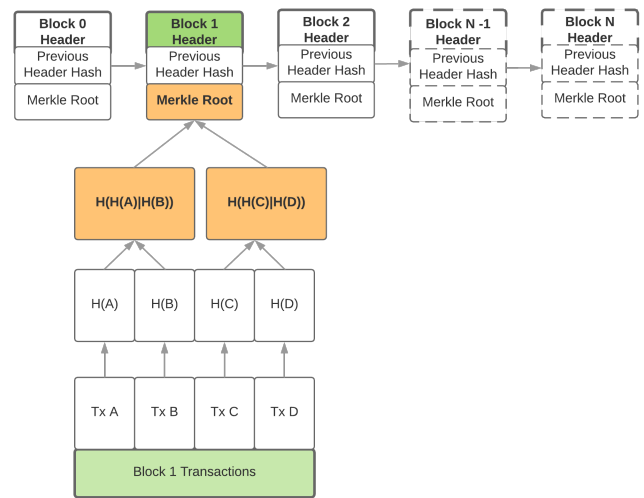 Block 0
Header
Previous
Header Hash
Merkle Root
Block 1
Header
Previous
Header Hash
Merkle Root
Block 2
Header
Previous
Header Hash
Merkle Root
Block N -1
Header
Previous
Header Hash
Merkle Root
Block N
Header
Previous
Header Hash
Merkle Root
H(H(A)|H(B))
H(H(C)|H(D))
H(A)
H(B)
H(C)
H(D)
Tx A
Tx B
Tx C
Tx D
Block 1 Transactions